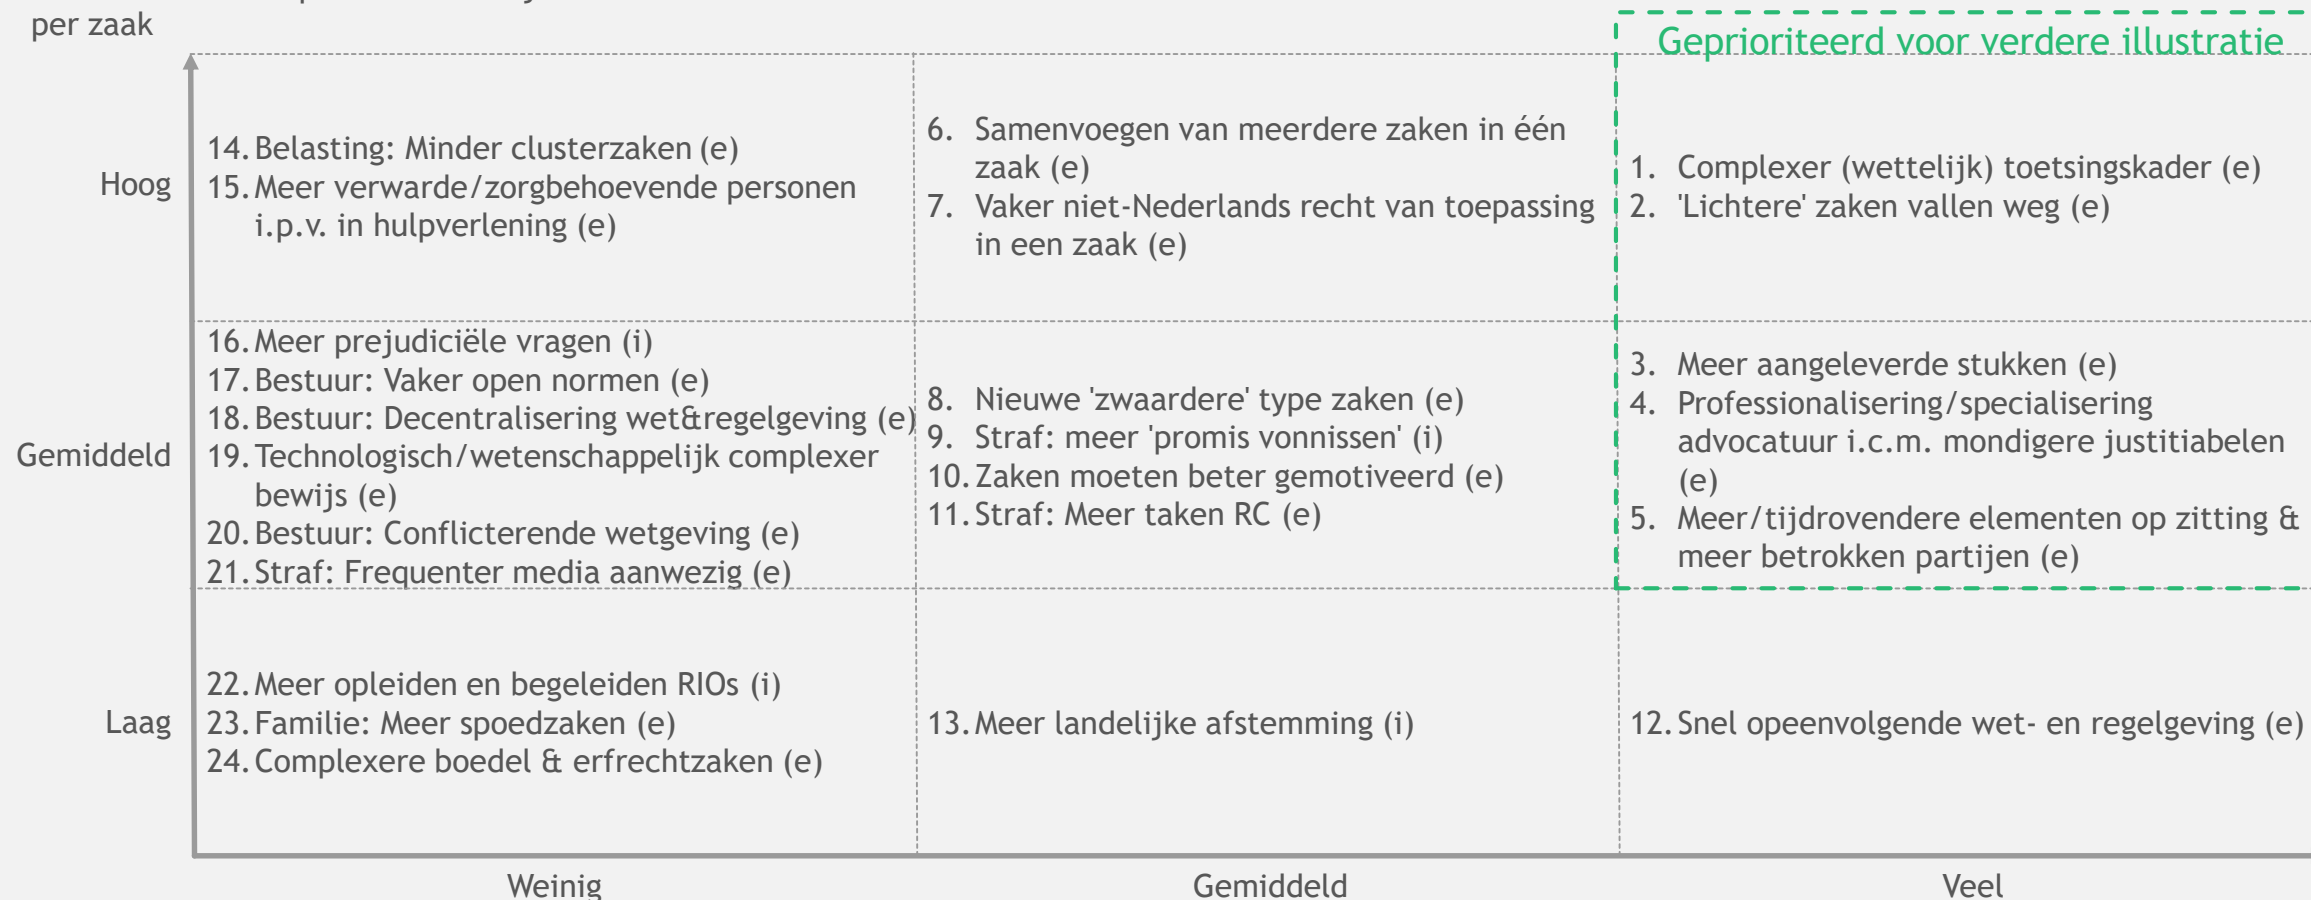 per zaak
Geprioriteerd voor verdere illustratie
Hoog
14. Belasting: Minder clusterzaken (e)
15. Meer verwarde/zorgbehoevende personen
i.p.v. in hulpverlening (e)
6. Samenvoegen van meerdere zaken in één
zaak (e)
7. Vaker niet-Nederlands recht van toepassing
in een zaak (e)
1. Complexer (wettelijk) toetsingskader (e)
2. 'Lichtere' zaken vallen weg (e)
Gemiddeld
16. Meer prejudiciële vragen (i)
17. Bestuur: Vaker open normen (e)
18. Bestuur: Decentralisering wet&regelgeving (e)
19. Technologisch/wetenschappelijk complexer
bewijs (e)
20. Bestuur: Conflicterende wetgeving (e)
21. Straf: Frequenter media aanwezig (e)
8. Nieuwe 'zwaardere' type zaken (e)
9. Straf: meer 'promis vonnissen' (i)
10. Zaken moeten beter gemotiveerd (e)
11. Straf: Meer taken RC (e)
3. Meer aangeleverde stukken (e)
4. Professionalisering/specialisering
advocatuur i.c.m. mondigere justitiabelen
(e)
5. Meer/tijdrovendere elementen op zitting &
meer betrokken partijen (e)
Laag
22. Meer opleiden en begeleiden RIOs (i)
23. Familie: Meer spoedzaken (e)
24. Complexere boedel & erfrechtzaken (e)
13. Meer landelijke afstemming (i)
12. Snel opeenvolgende wet- en regelgeving (e)
Weinig
Gemiddeld
Veel